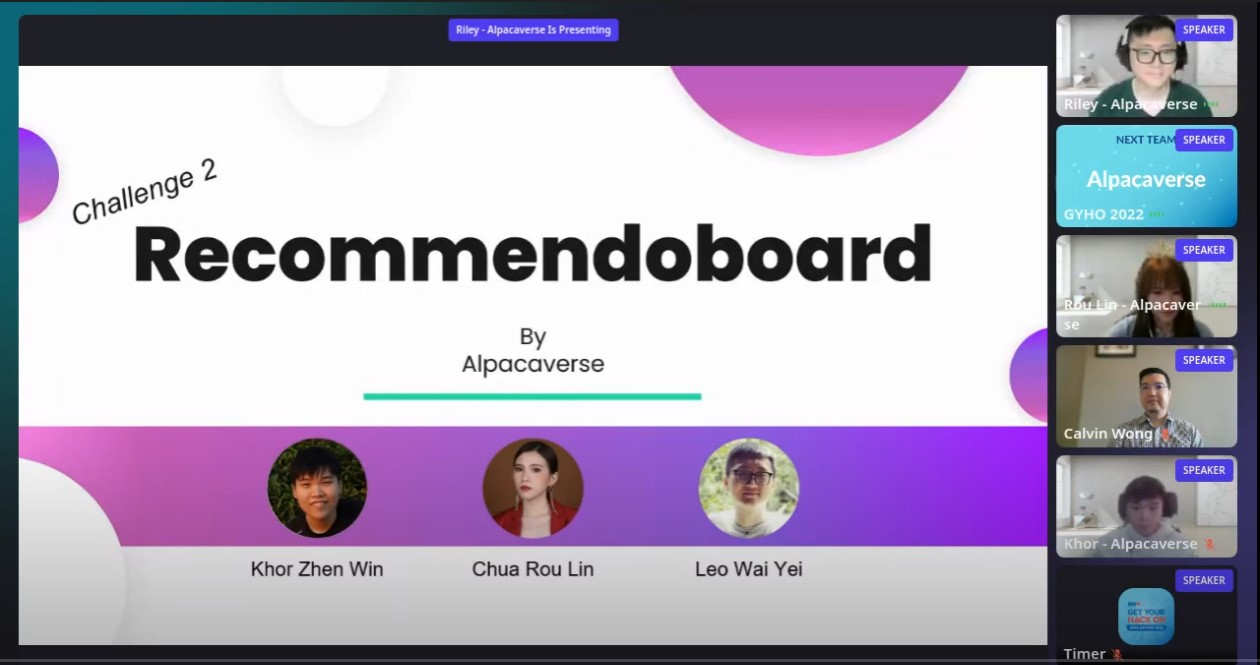 Riley - Alpacaverse Is Presenting
Challenge 2
Recommendoboard
By
Alpacaverse
Khor Zhen Win
Chua Rou Lin
Leo Wai Yei
SPEAKER
Riley - Alpacaverse
NEXT TEAM
SPEAKER
Alpacaverse
GYHO 2022
SPEAKER
Rou Lin - Alpacaver
se
SPEAKER
Calvin Wong
SPEAKER
Khor - Alpacaverse
SPEAKER
GET YOUR
HACK ON
Timer